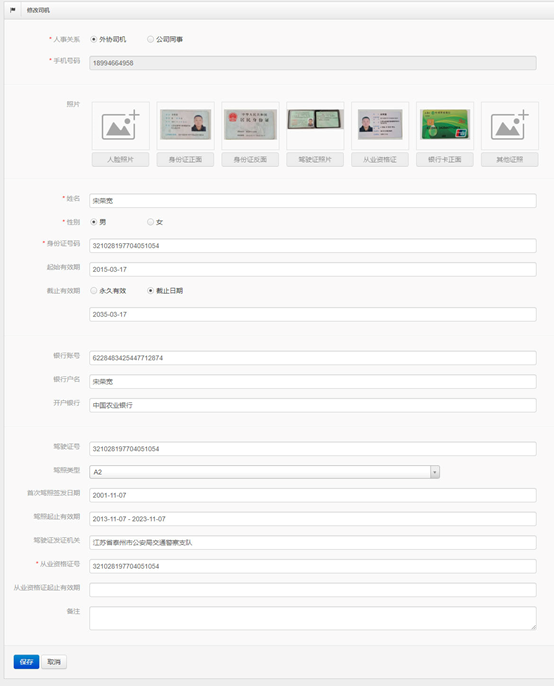 修改司机
* 人事关系 外协司机 公司同事
* 手机号码 18994664958
照片
人脸照片 身份证正面 身份证反面 驾驶证照片 从业资格证 银行卡正面 其他证照
* 姓名 宋荣宽
* 性别 男 女
* 身份证号码 321028197704051054
起始有效期 2015-03-17
截止有效期 永久有效 截止日期
2035-03-17
银行账号 6228483425447712874
银行户名 宋荣宽
开户银行 中国农业银行
驾驶证号 321028197704051054
驾照类型 A2
首次驾照签发日期 2001-11-07
驾照起止有效期 2013-11-07 - 2023-11-07
驾驶证发证机关 江苏省泰州市公安局交通警察支队
* 从业资格证号 321028197704051054
从业资格证起止有效期
备注
保存 取消